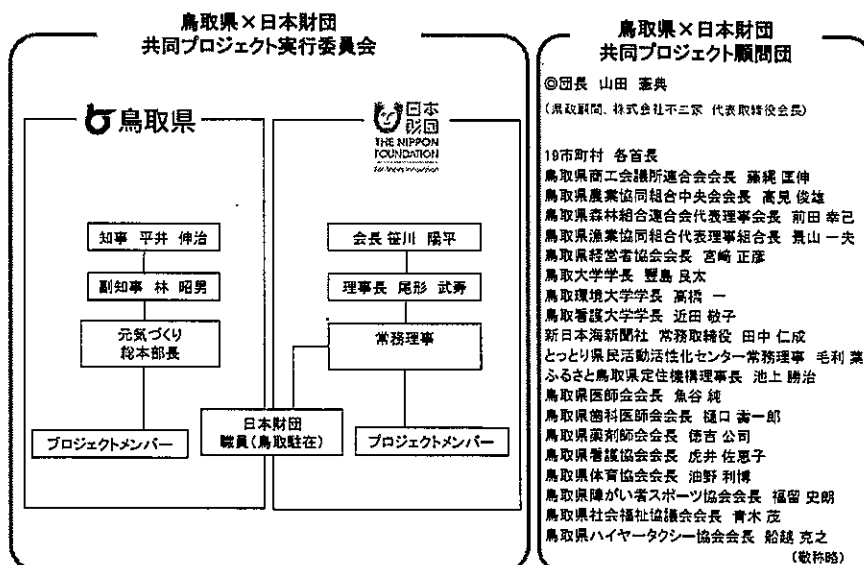 鳥取県×日本財団
共同プロジェクト実行委員会
鳥取県
日本
財団
THE NIPPON
FOUNDATION
For Social Innovation
知事 平井 伸治
副知事 林 昭男
元気づくり
総本部長
プロジェクトメンバー
会長 笹川 陽平
理事長 尾形 武寿
常務理事
日本財団
職員(鳥取駐在)
プロジェクトメンバー
鳥取県×日本財団
共同プロジェクト顧問団
◎団長 山田 憲典
(県政顧問、株式会社不二家 代表取締役会長)
19市町村 各首長
鳥取県商工会議所連合会会長 藤縄 匡伸
鳥取県農業協同組合中央会会長 高見 俊雄
鳥取県森林組合連合会代表理事会長 前田 幸己
鳥取県漁業協同組合代表理事組合長 景山 一夫
鳥取県経営者協会会長 宮﨑 正彦
鳥取大学学長 豐島 良太
鳥取環境大学学長 高橋 一
鳥取看護大学学長 近田 敬子
新日本海新聞社 常務取締役 田中 仁成
とっとり県民活動活性化センター常務理事 毛利 葉
ふるさと鳥取県定住機構理事長 池上 勝治
鳥取県医師会会長 魚谷 純
鳥取県歯科医師会会長 樋口 壽一郎
鳥取県薬剤師会会長 徳吉 公司
鳥取県看護協会会長 虎井 佐恵子
鳥取県体育協会会長 油野 利博
鳥取県障がい者スポーツ協会会長 福留 史朗
鳥取県社会福祉協議会会長 青木 茂
鳥取県ハイヤータクシー協会会長 船越 克之
(敬称略)